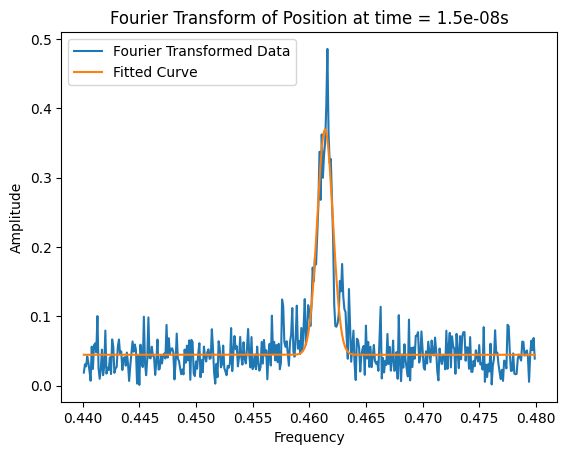 Fourier Transform of Position at time = 1.5e-08s
Fourier Transformed Data
Fitted Curve
Amplitude
0.5
0.4
0.3
0.2
0.1
0.0
0.440 0.445 0.450 0.455 0.460 0.465 0.470 0.475 0.480
Frequency